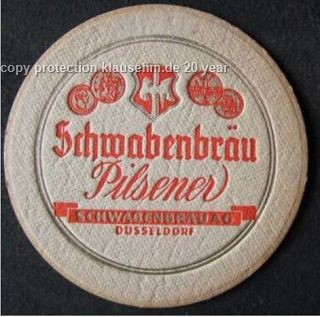 copy protection klausehm.de 20 year
Schwabenbräu
Pilsener
SCHWABENBRÄU AG.
DÜSSELDORF